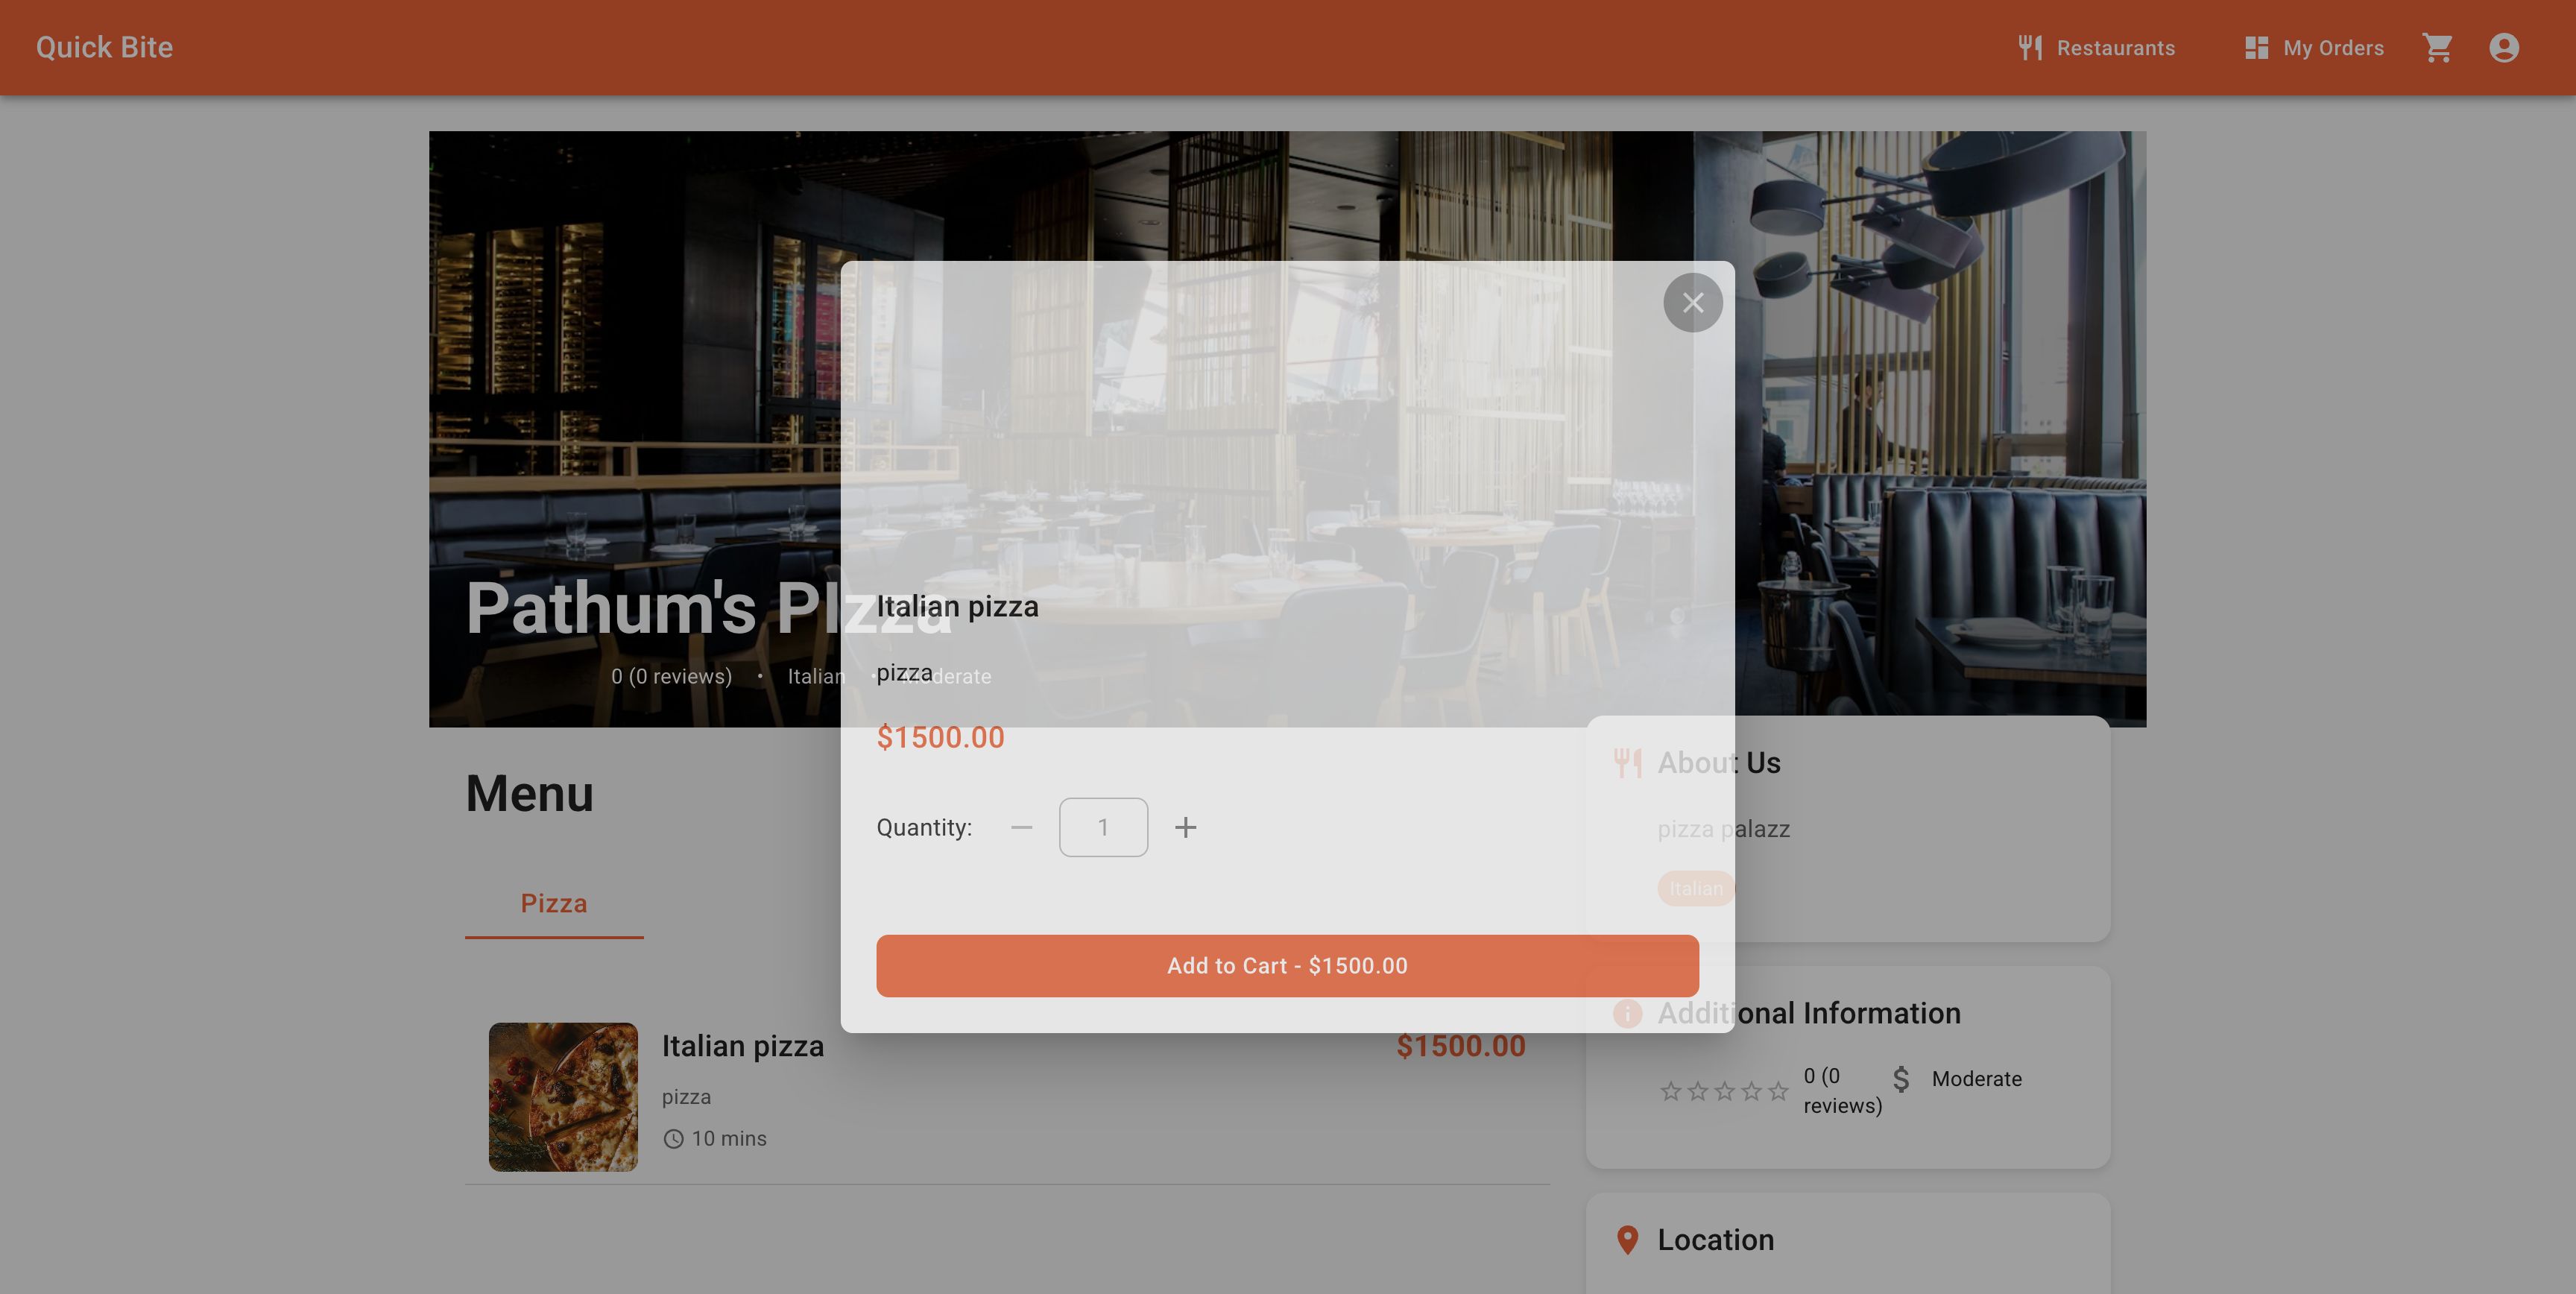 Quick Bite
Restaurants
My Orders
Pathum's PIzza
0 (0 reviews) • Italian • Moderate
Italian pizza
pizza
$1500.00
Quantity: 1
Add to Cart - $1500.00
Menu
Pizza
Italian pizza
$1500.00
pizza
10 mins
About Us
pizza palazz
Italian
Additional Information
0 (0
reviews)
$ Moderate
Location